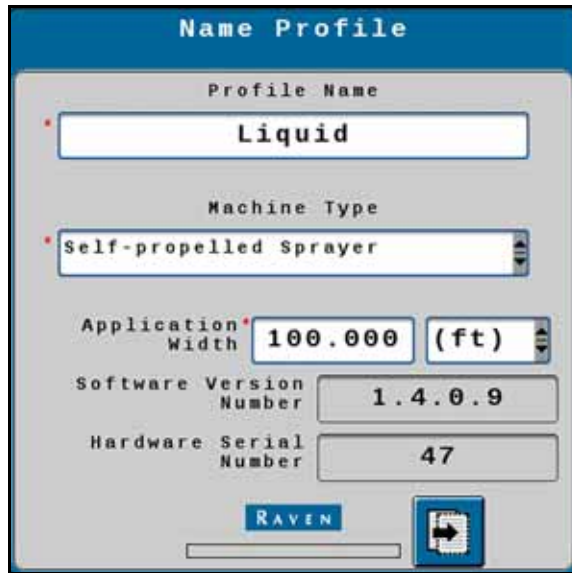 Name Profile
Profile Name
* Liquid
Machine Type
* Self-propelled Sprayer
Application*
Width 100.000 (ft)
Software Version
Number 1.4.0.9
Hardware Serial
Number 47
RAVEN